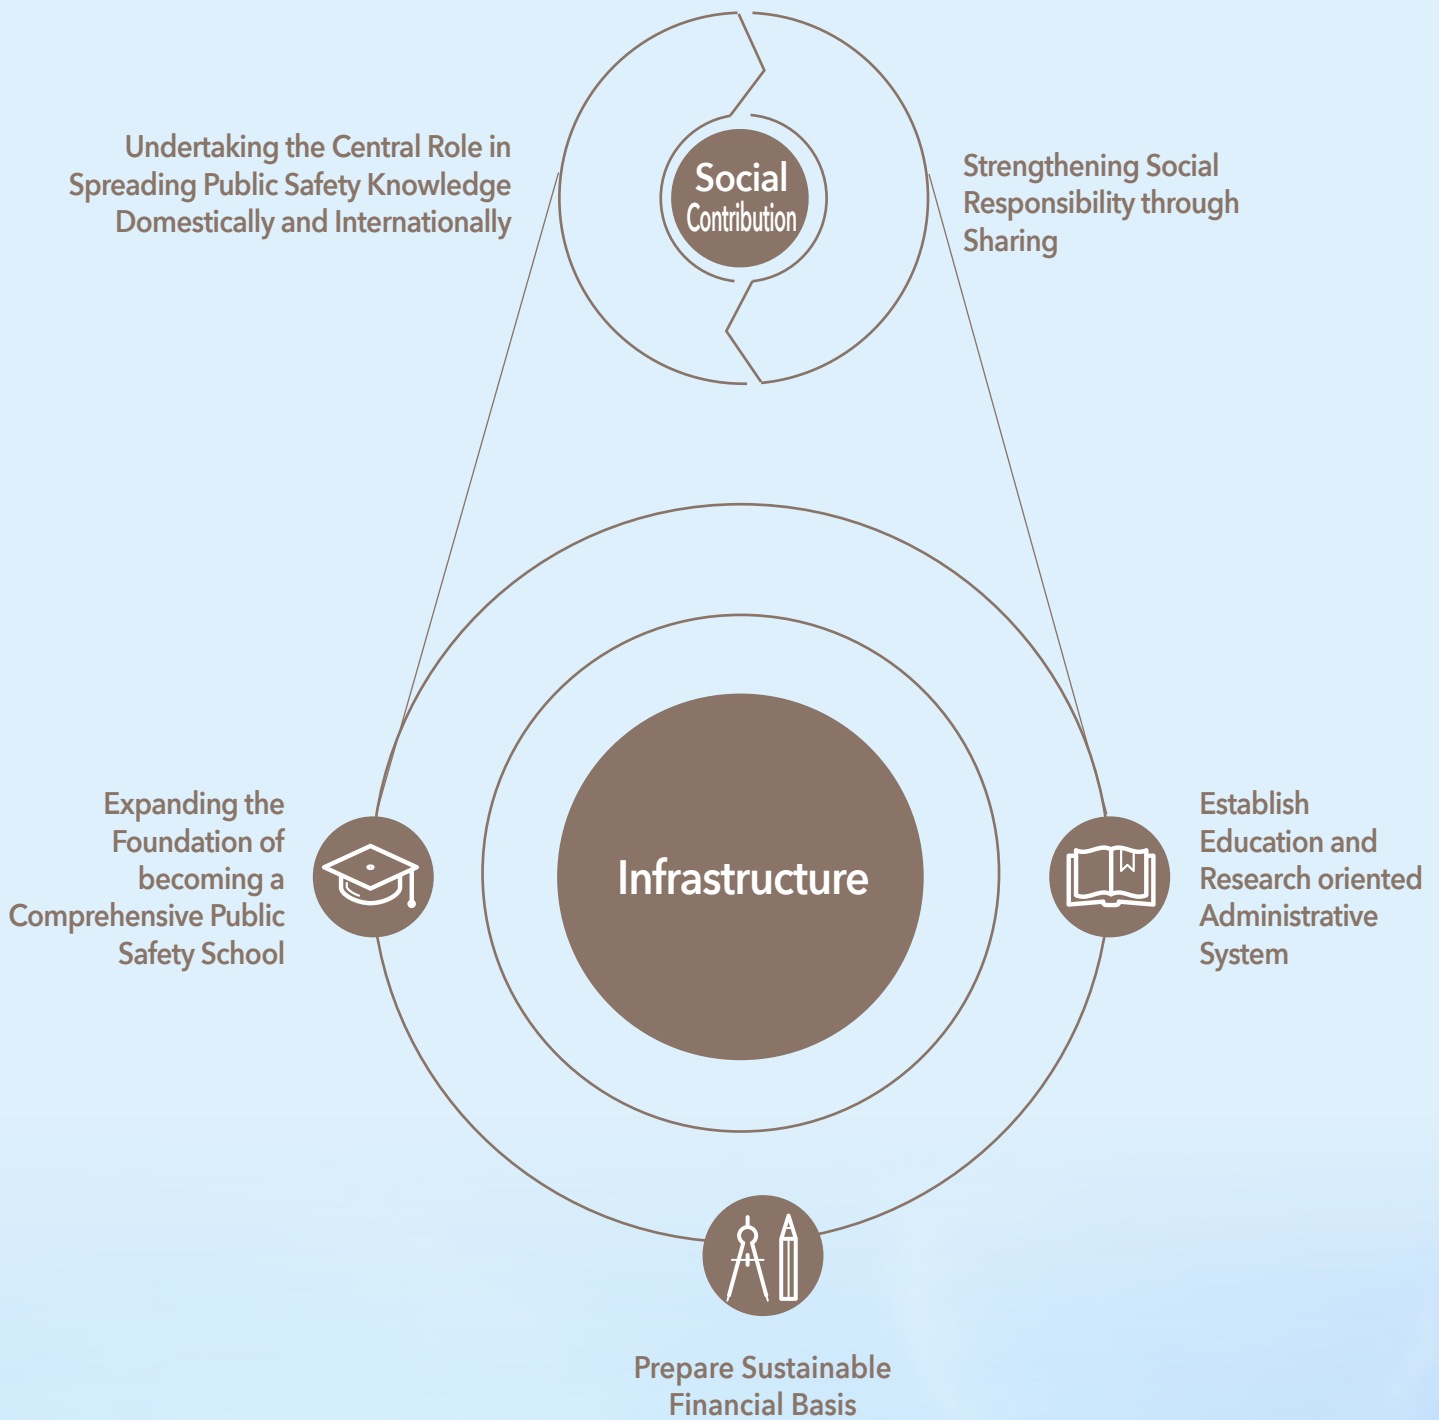 Undertaking the Central Role in
Spreading Public Safety Knowledge
Domestically and Internationally
Social
Contribution
Strengthening Social
Responsibility through
Sharing
Expanding the
Foundation of
becoming a
Comprehensive Public
Safety School
Infrastructure
Establish
Education and
Research oriented
Administrative
System
Prepare Sustainable
Financial Basis